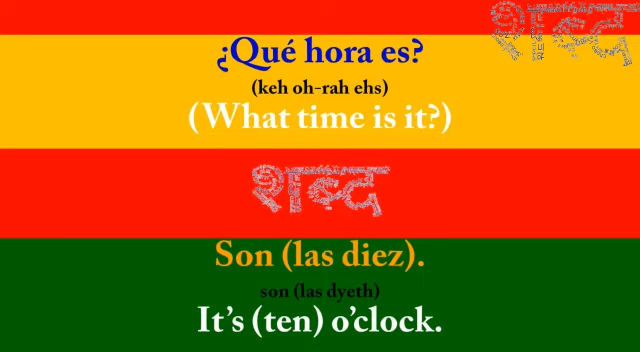 शब्द
¿Qué hora es?
(keh oh-rah ehs)
(What time is it?)
शब्द
Son (las diez).
son (las dyeth)
It's (ten) o'clock.